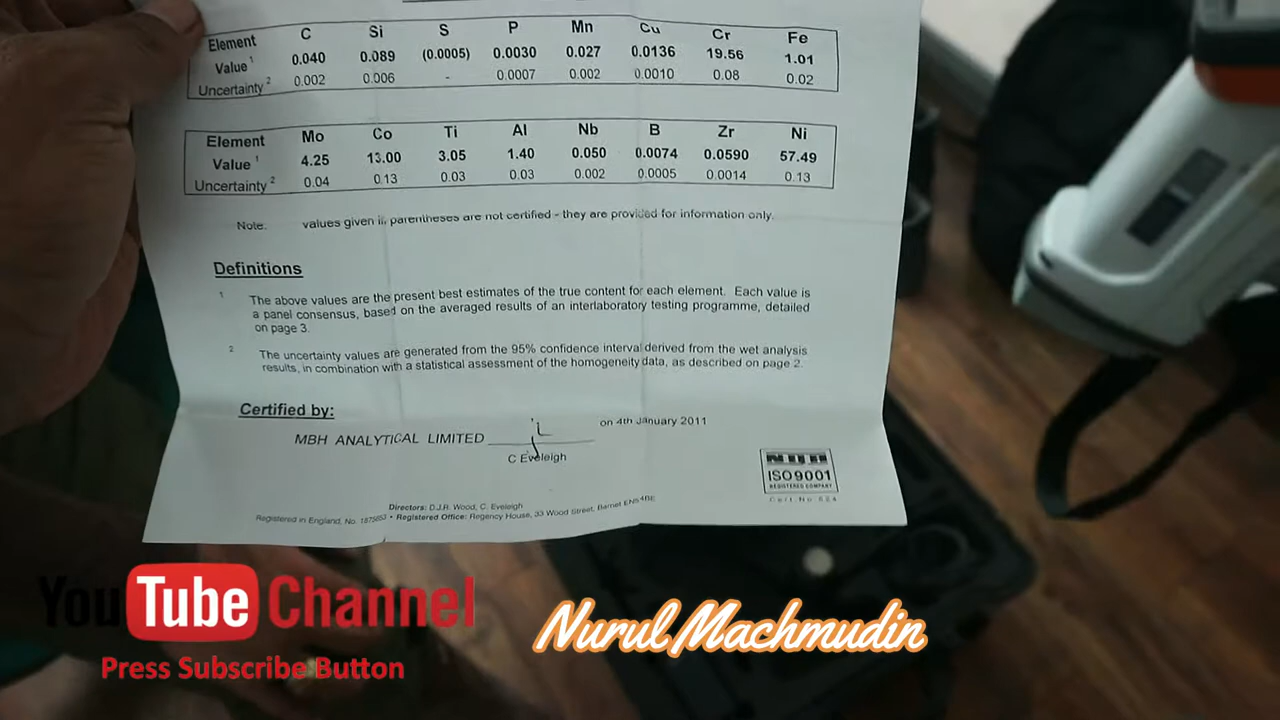 Element C Si S P Mn Cu Cr Fe
Value 1 0.040 0.089 (0.0005) 0.0030 0.027 0.0136 19.56 1.01
Uncertainty 2 0.002 0.006 - 0.0007 0.002 0.0010 0.08 0.02
Element Mo Co Ti Al Nb B Zr Ni
Value 1 4.25 13.00 3.05 1.40 0.050 0.0074 0.0590 57.49
Uncertainty 2 0.04 0.13 0.03 0.03 0.002 0.0005 0.0014 0.13
Note: values given in parentheses are not certified - they are provided for information only.
Definitions
1 The above values are the present best estimates of the true content for each element. Each value is
a panel consensus, based on the averaged results of an interlaboratory testing programme, detailed
on page 3.
2 The uncertainty values are generated from the 95% confidence interval derived from the wet analysis
results, in combination with a statistical assessment of the homogeneity data, as described on page 2.
Certified by:
MBH ANALYTICAL LIMITED on 4th January 2011
C Eveleigh
ISO9001
REGISTERED COMPANY
Directors: D.J.R. Wood, C. Eveleigh
Registered in England, No. • Registered Office: Regency House, 33 Wood Street, Barnet EN5 4BE
YouTube Channel
Press Subscribe Button
Nurul Machmudin